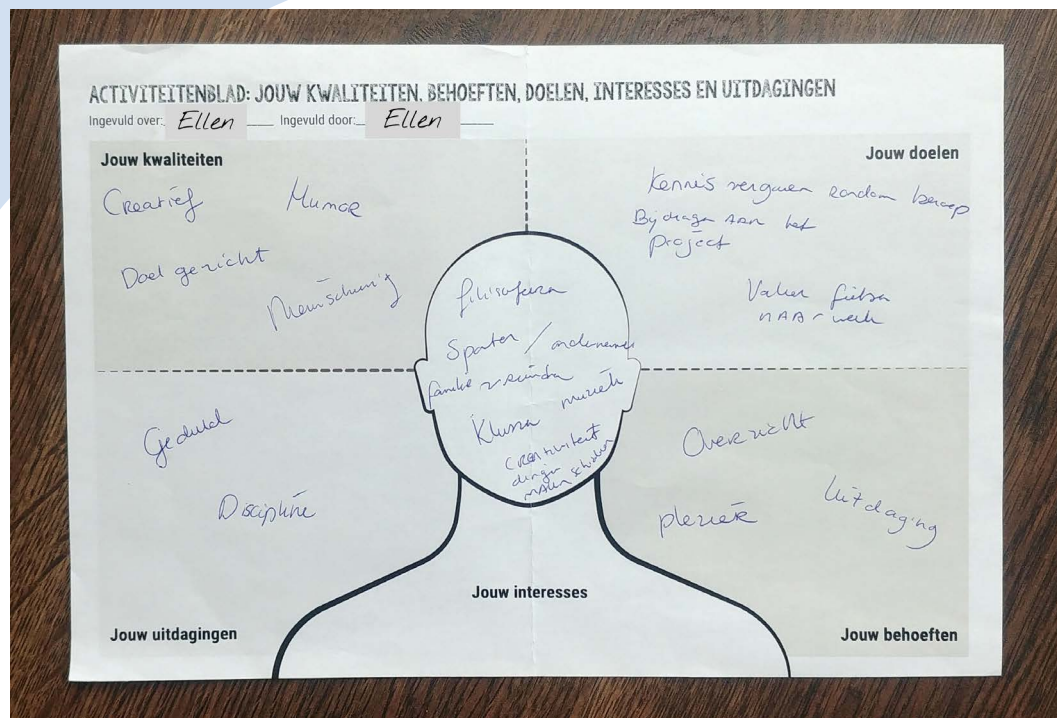 ACTIVITEITENBLAD: JOUW KWALITEITEN, BEHOEFTEN, DOELEN, INTERESSES EN UITDAGINGEN
Ingevuld over: Ellen Ingevuld door: Ellen
Jouw kwaliteiten
Creatief Humor
Doel gericht
Jouw doelen
Kennis rondom beroep
Bijdragen aan het
project
Vaker fietsen
naar werk
filosoferen
Sporten / ondernemen
familie vrienden
Klussen muziek
creativiteit
dingen
maken
Geduld
Discipline
Jouw uitdagingen
Overzicht
Uitdaging
plezier
Jouw behoeften
Jouw interesses